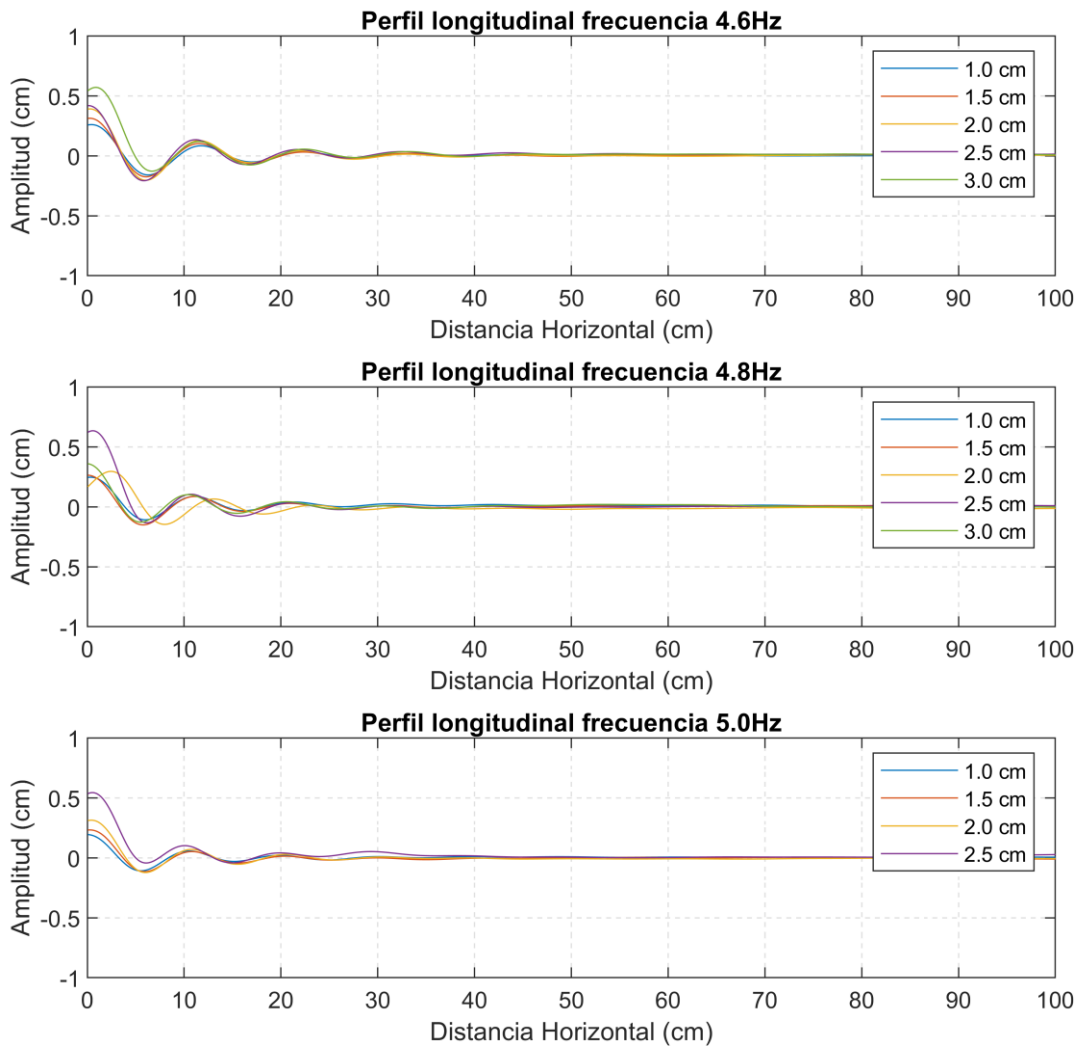 Perfil longitudinal frecuencia 4.6Hz
1
0.5
0
-0.5
-1
Amplitud (cm)
1.0 cm
1.5 cm
2.0 cm
2.5 cm
3.0 cm
0 10 20 30 40 50 60 70 80 90 100
Distancia Horizontal (cm)
Perfil longitudinal frecuencia 4.8Hz
1
0.5
0
-0.5
-1
Amplitud (cm)
1.0 cm
1.5 cm
2.0 cm
2.5 cm
3.0 cm
0 10 20 30 40 50 60 70 80 90 100
Distancia Horizontal (cm)
Perfil longitudinal frecuencia 5.0Hz
1
0.5
0
-0.5
-1
Amplitud (cm)
1.0 cm
1.5 cm
2.0 cm
2.5 cm
0 10 20 30 40 50 60 70 80 90 100
Distancia Horizontal (cm)